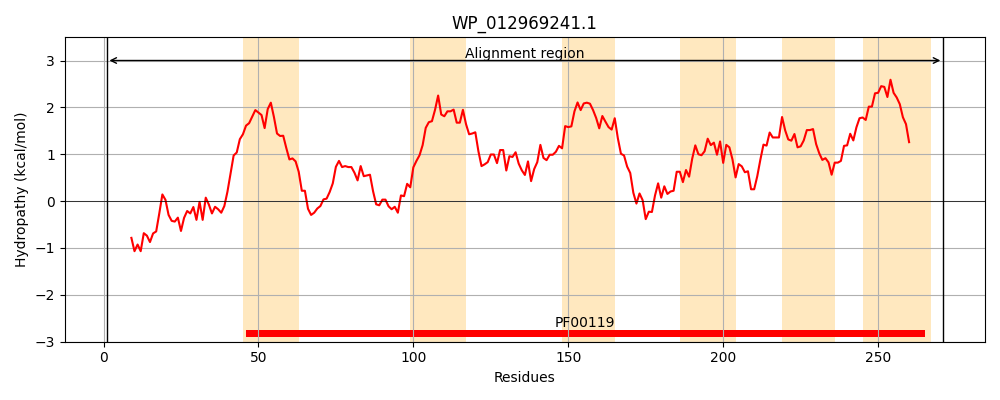 WP_012969241.1
Alignment region
3
2
1
0
−1
−2
−3
Hydropathy (kcal/mol)
PF00119
0
50
100
150
200
250
Residues